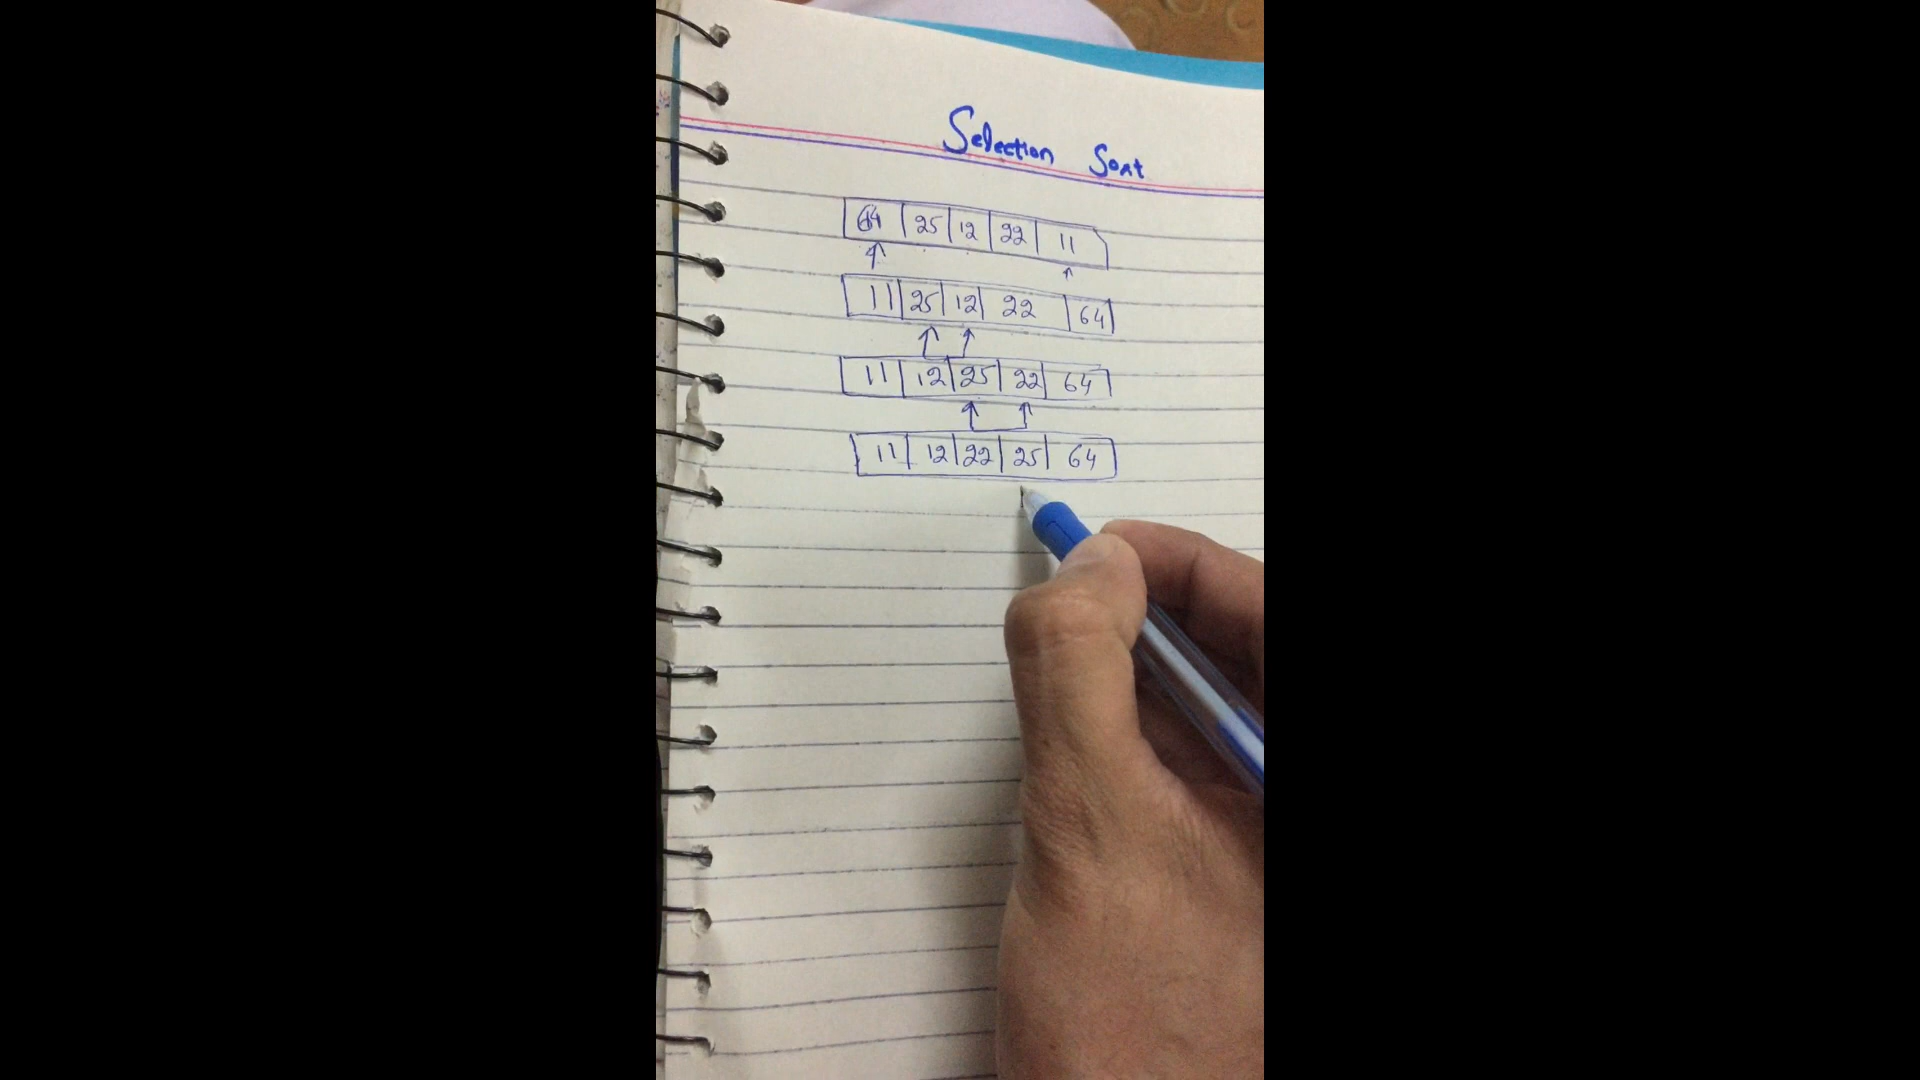 Selection Sort
64 25 12 22 11
11 25 12 22 64
11 12 25 22 64
11 12 22 25 64